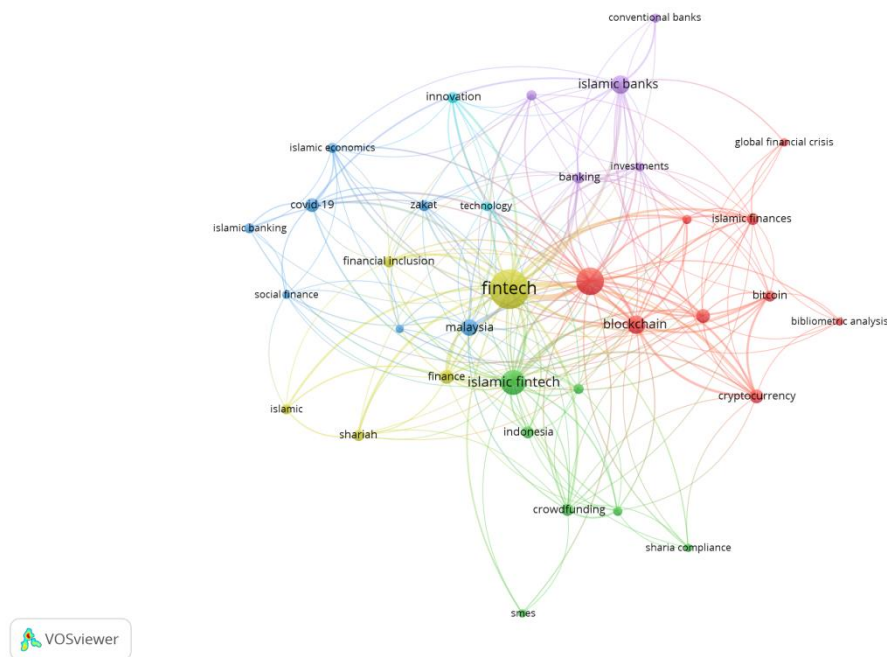 conventional banks
islamic banks
innovation
global financial crisis
islamic economics
investments
banking
covid-19
zakat
technology
islamic finances
islamic banking
financial inclusion
fintech
social finance
bitcoin
malaysia
blockchain
bibliometric analysis
finance
islamic fintech
cryptocurrency
islamic
shariah
indonesia
crowdfunding
sharia compliance
smes
VOSviewer